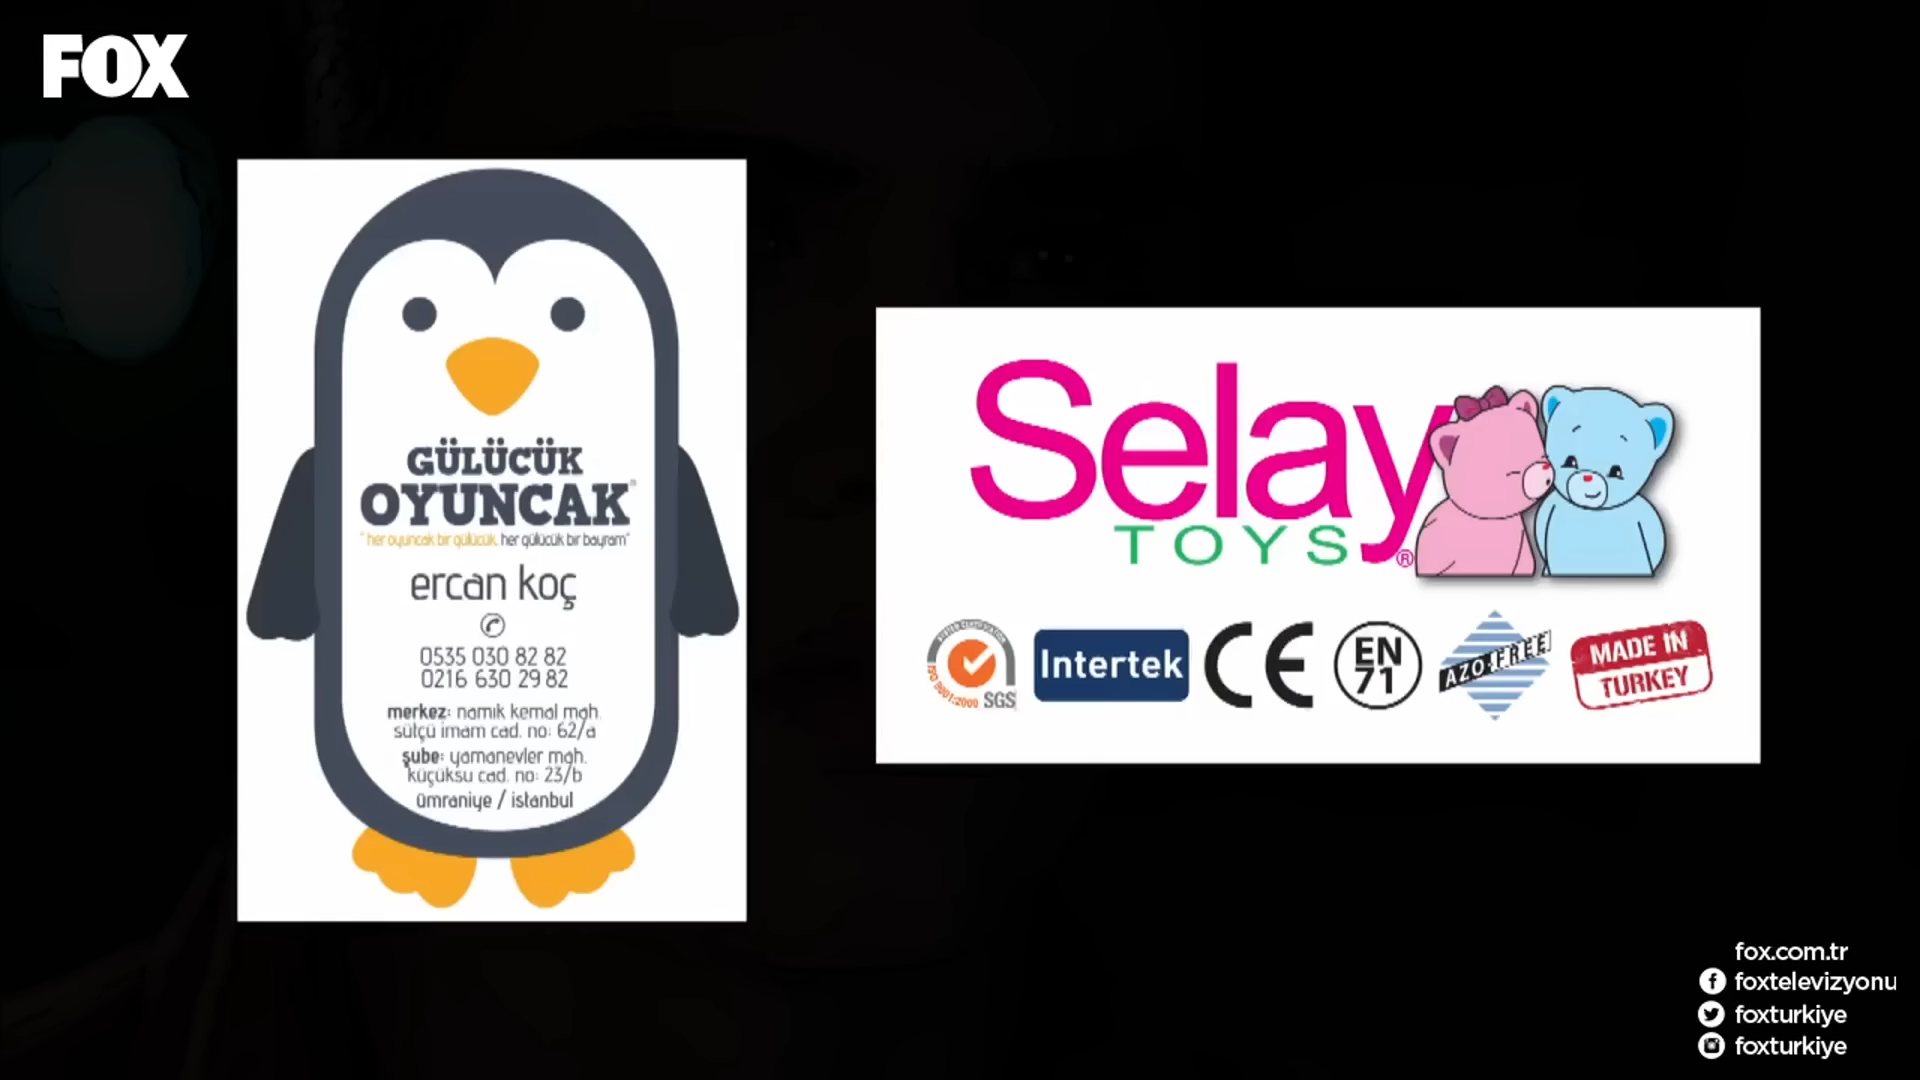 FOX
GÜLÜCÜK
OYUNCAK®
"her oyuncak bir gülücük, her gülücük bir bayram"
ercan koç
0535 030 82 82
0216 630 29 82
merkez: namık kemal mah.
sütçü imam cad. no: 62/a
şube: yamanevler mah.
küçüksu cad. no: 23/b
ümraniye / istanbul
Selay
TOYS®
ISO 9001:2000 SGS
Intertek
CE
EN
71
AZO-FREE
MADE IN
TURKEY
fox.com.tr
foxtelevizyonu
foxturkiye
foxturkiye